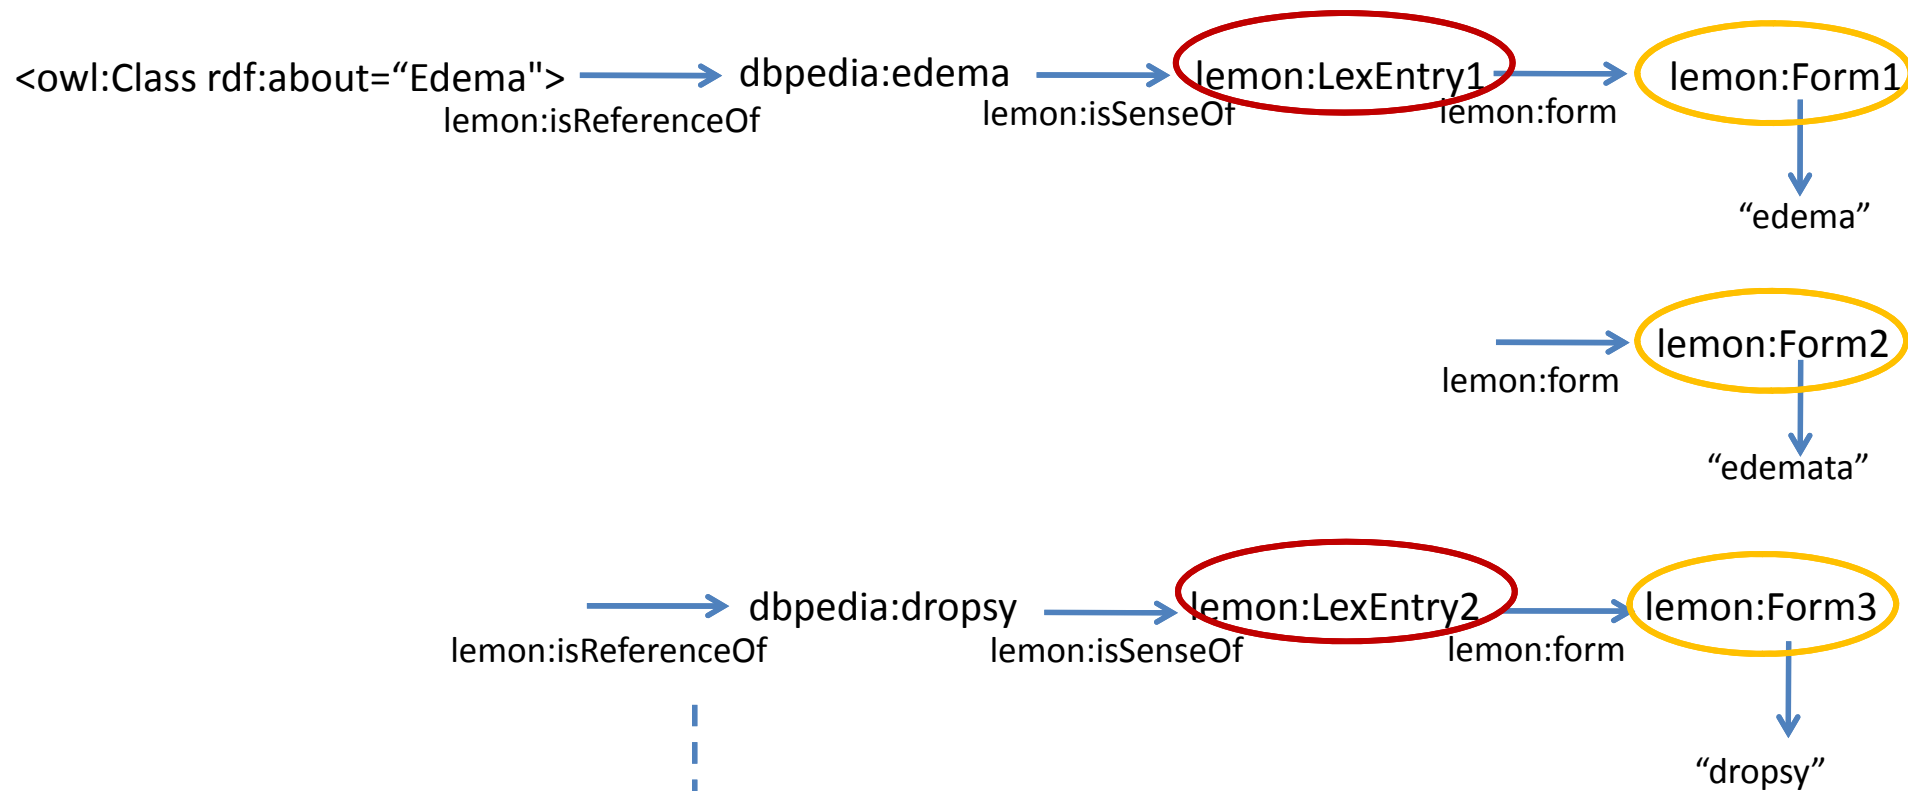 <owl:Class rdf:about=“Edema"> dbpedia:edema lemon:LexEntry1 lemon:Form1
lemon:isReferenceOf lemon:isSenseOf lemon:form
“edema”
lemon:Form2
lemon:form
“edemata”
dbpedia:dropsy lemon:LexEntry2 lemon:Form3
lemon:isReferenceOf lemon:isSenseOf lemon:form
“dropsy”